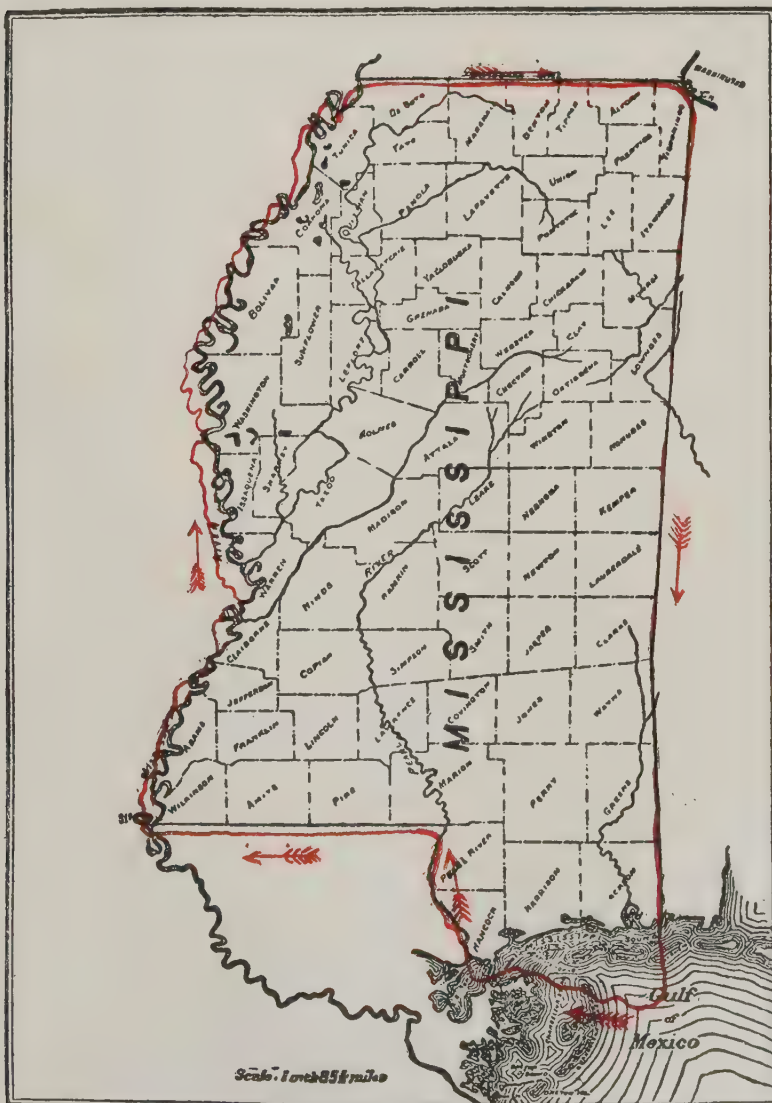 De Soto
Tunica
Tate
Marshall
Benton
Tippah
Alcorn
Prentiss
Tishomingo
Coahoma
Quitman
Panola
Lafayette
Union
Pontotoc
Lee
Itawamba
Bolivar
Sunflower
Tallahatchie
Yalobusha
Grenada
Calhoun
Chickasaw
Monroe
Leflore
Carroll
Montgomery
Webster
Clay
Choctaw
Oktibbeha
Lowndes
Washington
Holmes
Attala
Winston
Noxubee
Issaquena
Sharkey
Yazoo
Madison
Leake
Neshoba
Kemper
MISSISSIPPI
Warren
Hinds
River
Rankin
Scott
Newton
Lauderdale
Claiborne
Copiah
Simpson
Smith
Jasper
Clarke
Jefferson
Adams
Franklin
Lincoln
Covington
Jones
Wayne
Wilkinson
Amite
Pike
Marion
Perry
Greene
31°
Pearl River
Hancock
Harrison
Gulf
of
Mexico